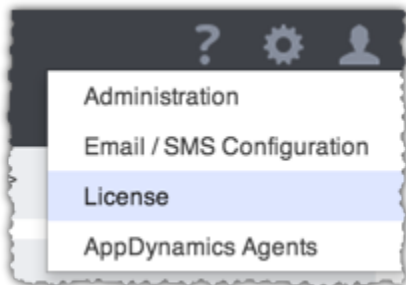 ?
Administration
Email / SMS Configuration
License
AppDynamics Agents